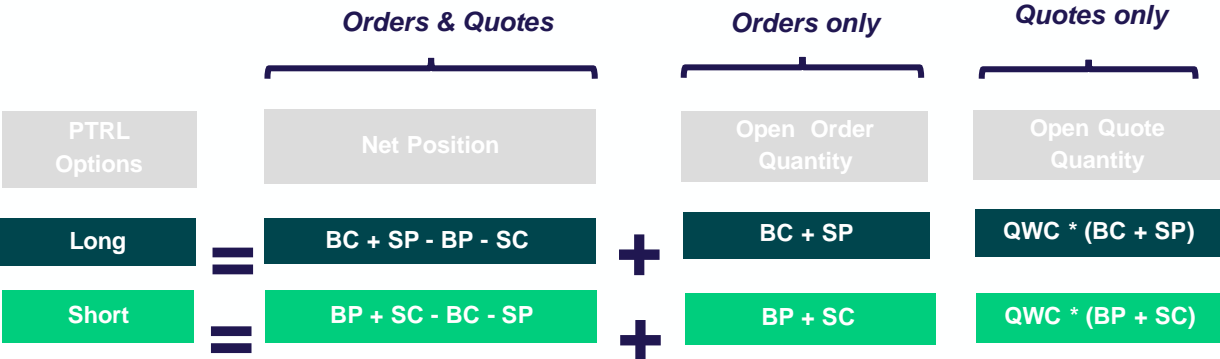 Orders & Quotes
Orders only
Quotes only
PTRL
Options
Net Position
Open Order
Quantity
Open Quote
Quantity
Long
=
BC + SP - BP - SC
+
BC + SP
QWC * (BC + SP)
Short
=
BP + SC - BC - SP
+
BP + SC
QWC * (BP + SC)